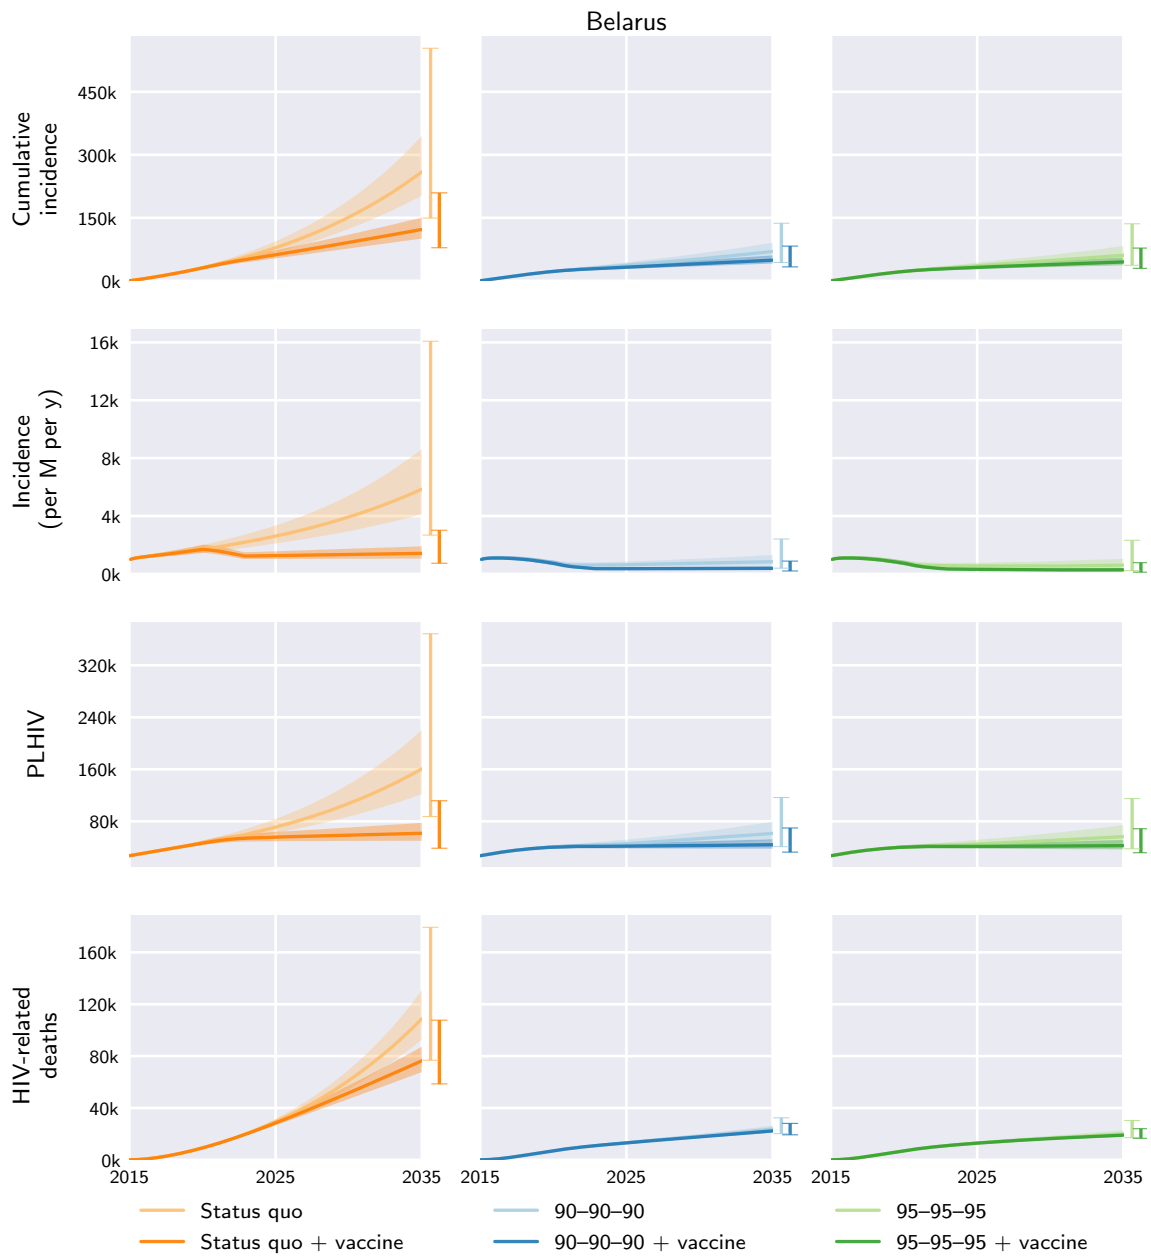 Belarus
Cumulative
incidence
450k
300k
150k
0k
Incidence
(per M per y)
16k
12k
8k
4k
0k
PLHIV
320k
240k
160k
80k
HIV-related
deaths
160k
120k
80k
40k
0k
2015 2025 2035
2015 2025 2035
2015 2025 2035
Status quo
Status quo + vaccine
90–90–90
90–90–90 + vaccine
95–95–95
95–95–95 + vaccine